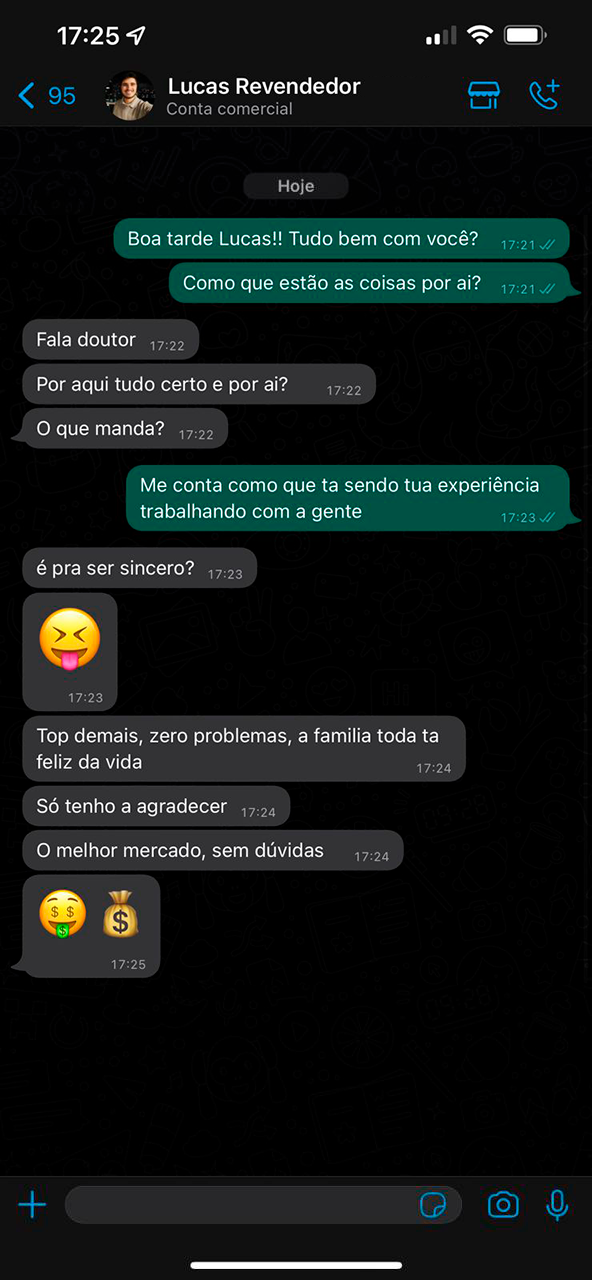 17:25
95
Lucas Revendedor
Conta comercial
Hoje
Boa tarde Lucas!! Tudo bem com você? 17:21
Como que estão as coisas por ai? 17:21
Fala doutor 17:22
Por aqui tudo certo e por ai? 17:22
O que manda? 17:22
Me conta como que ta sendo tua experiência
trabalhando com a gente 17:23
é pra ser sincero? 17:23
17:23
Top demais, zero problemas, a familia toda ta
feliz da vida 17:24
Só tenho a agradecer 17:24
O melhor mercado, sem dúvidas 17:24
17:25